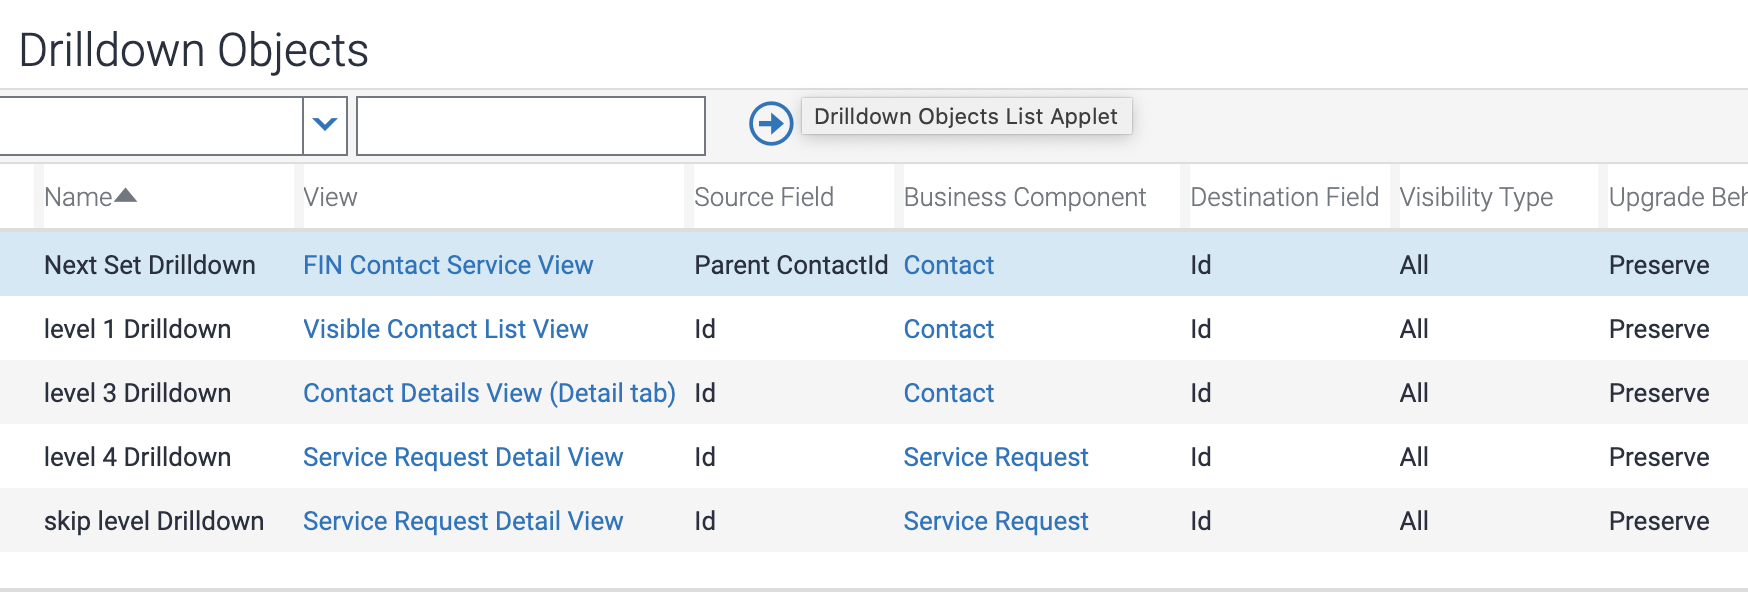 Drilldown Objects
Drilldown Objects List Applet
Name View Source Field Business Component Destination Field Visibility Type Upgrade Beh
Next Set Drilldown FIN Contact Service View Parent ContactId Contact Id All Preserve
level 1 Drilldown Visible Contact List View Id Contact Id All Preserve
level 3 Drilldown Contact Details View (Detail tab) Id Contact Id All Preserve
level 4 Drilldown Service Request Detail View Id Service Request Id All Preserve
skip level Drilldown Service Request Detail View Id Service Request Id All Preserve